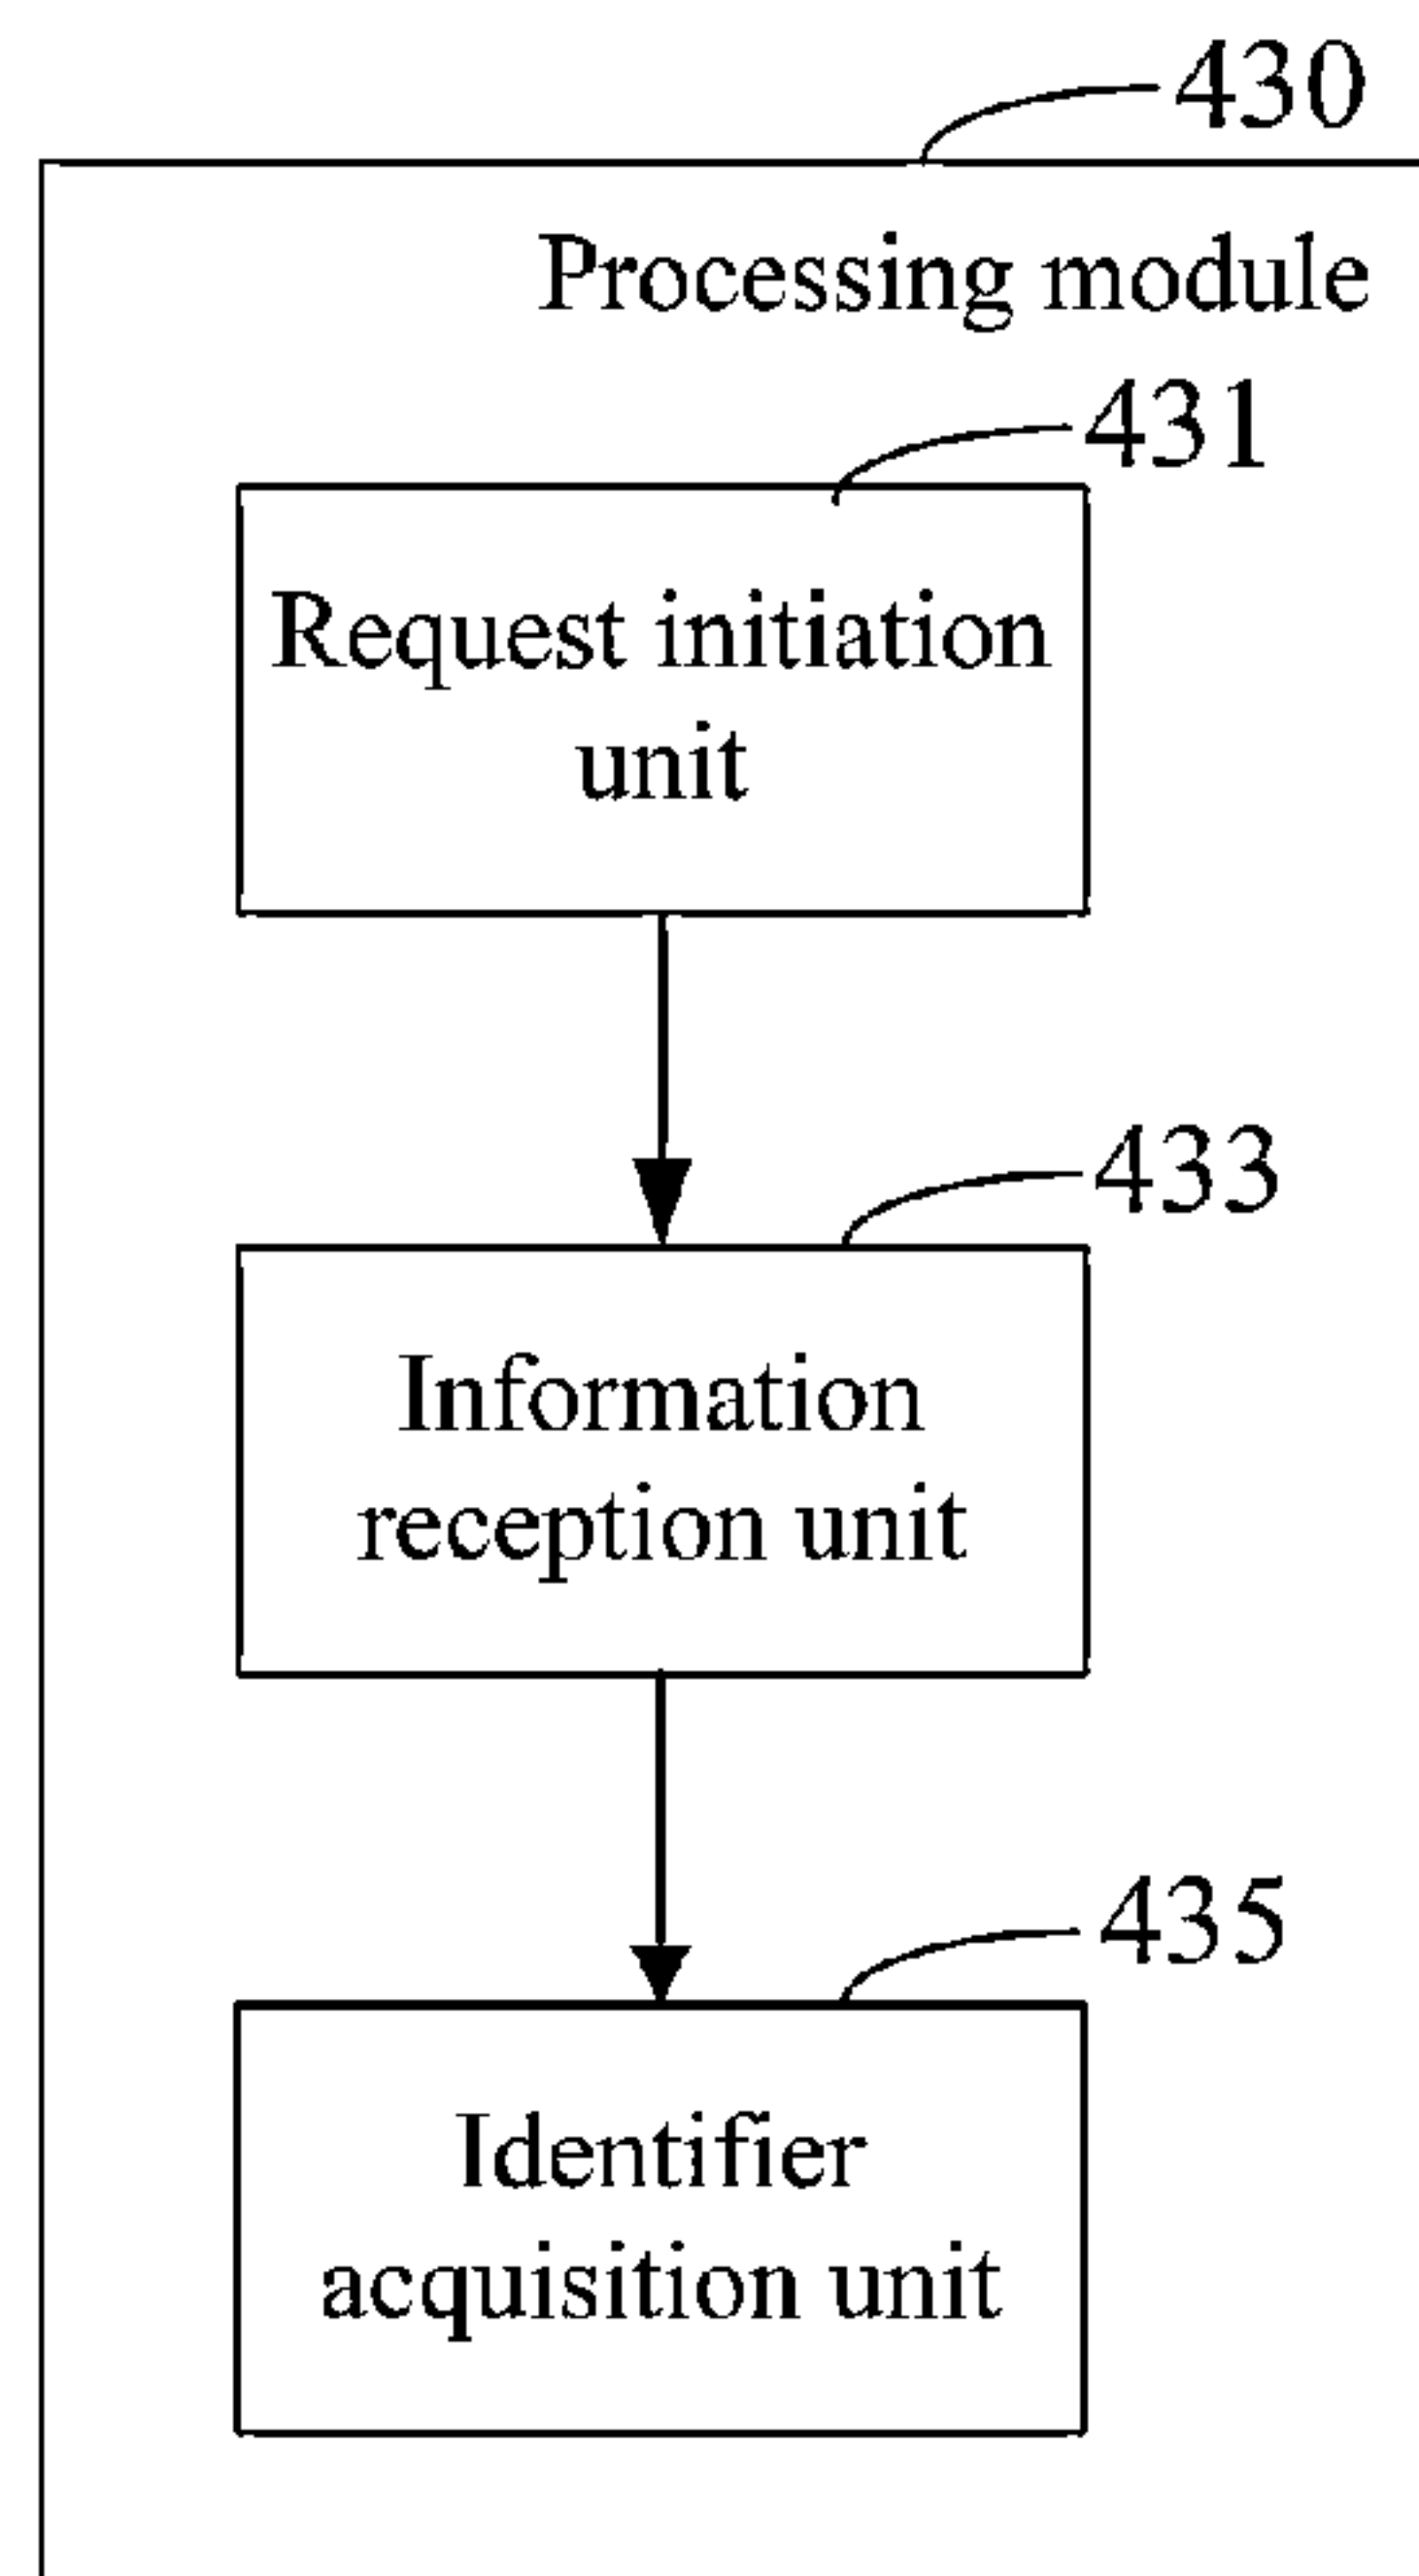 430
Processing module
431
Request initiation
unit
433
Information
reception unit
435
Identifier
acquisition unit